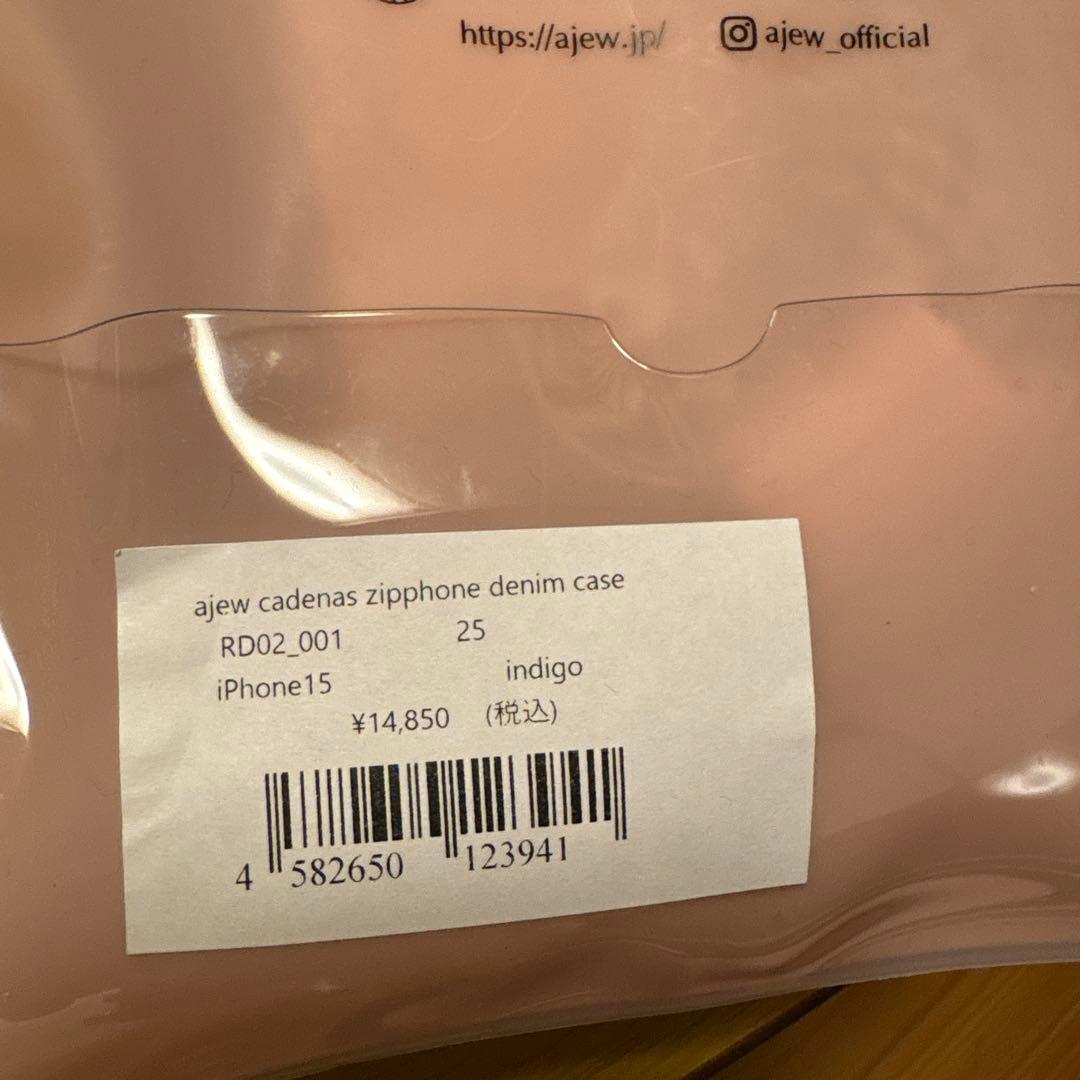 https://ajew.jp/ ajew_official
ajew cadenas zipphone denim case
RD02_001 25
iPhone15 indigo
¥14,850 (税込)
4 582650 123941